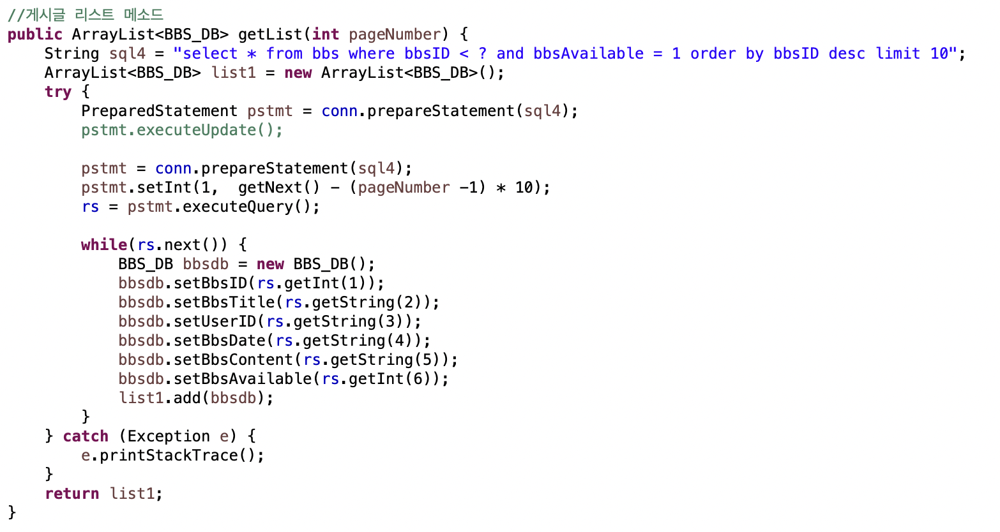 //게시글 리스트 메소드
public ArrayList<BBS_DB> getList(int pageNumber) {
    String sql4 = "select * from bbs where bbsID < ? and bbsAvailable = 1 order by bbsID desc limit 10";
    ArrayList<BBS_DB> list1 = new ArrayList<BBS_DB>();
    try {
        PreparedStatement pstmt = conn.prepareStatement(sql4);
        pstmt.executeUpdate();

        pstmt = conn.prepareStatement(sql4);
        pstmt.setInt(1,  getNext() - (pageNumber -1) * 10);
        rs = pstmt.executeQuery();

        while(rs.next()) {
            BBS_DB bbsdb = new BBS_DB();
            bbsdb.setBbsID(rs.getInt(1));
            bbsdb.setBbsTitle(rs.getString(2));
            bbsdb.setUserID(rs.getString(3));
            bbsdb.setBbsDate(rs.getString(4));
            bbsdb.setBbsContent(rs.getString(5));
            bbsdb.setBbsAvailable(rs.getInt(6));
            list1.add(bbsdb);
        }
    } catch (Exception e) {
        e.printStackTrace();
    }
    return list1;
}